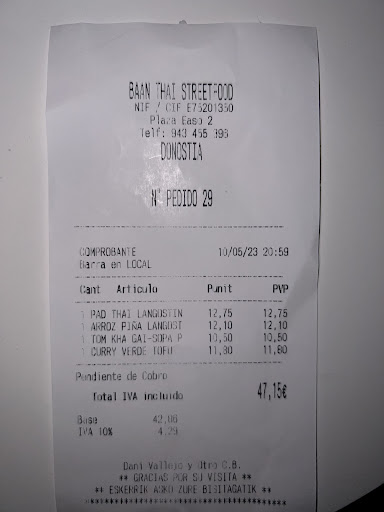 BAAN THAI STREETFOOD
NIF / CIF E75201350
Plaza Easo 2
Telf: 943 455 398
DONOSTIA
Nº PEDIDO 29
COMPROBANTE 10/05/23 20:59
Barra en LOCAL
Cant Artículo Punit PVP
1 PAD THAI LANGOSTIN 12,75 12,75
1 ARROZ PIÑA LANGOST 12,10 12,10
1 TOM KHA GAI-SOPA P 10,50 10,50
1 CURRY VERDE TOFU 11,80 11,80
Pendiente de Cobro
Total IVA incluido 47,15€
Base 42,86
IVA 10% 4,29
Dani Vallejo y Otro C.B.
** GRACIAS POR SU VISITA **
** ESKERRIK ASKO ZURE BISITAGATIK **